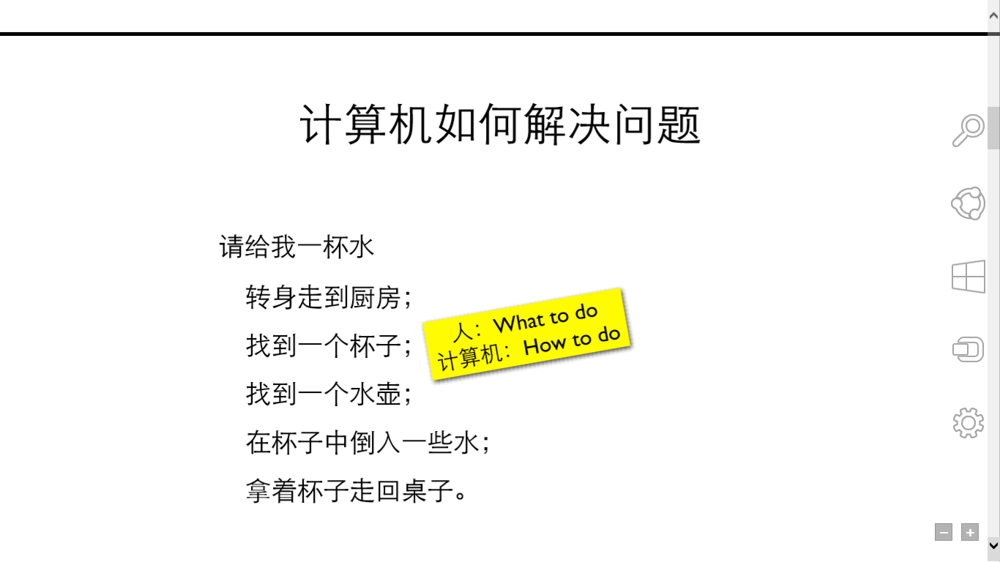 计算机如何解决问题
请给我一杯水
转身走到厨房；
找到一个杯子；
找到一个水壶；
在杯子中倒入一些水；
拿着杯子走回桌子。
人：What to do
计算机：How to do